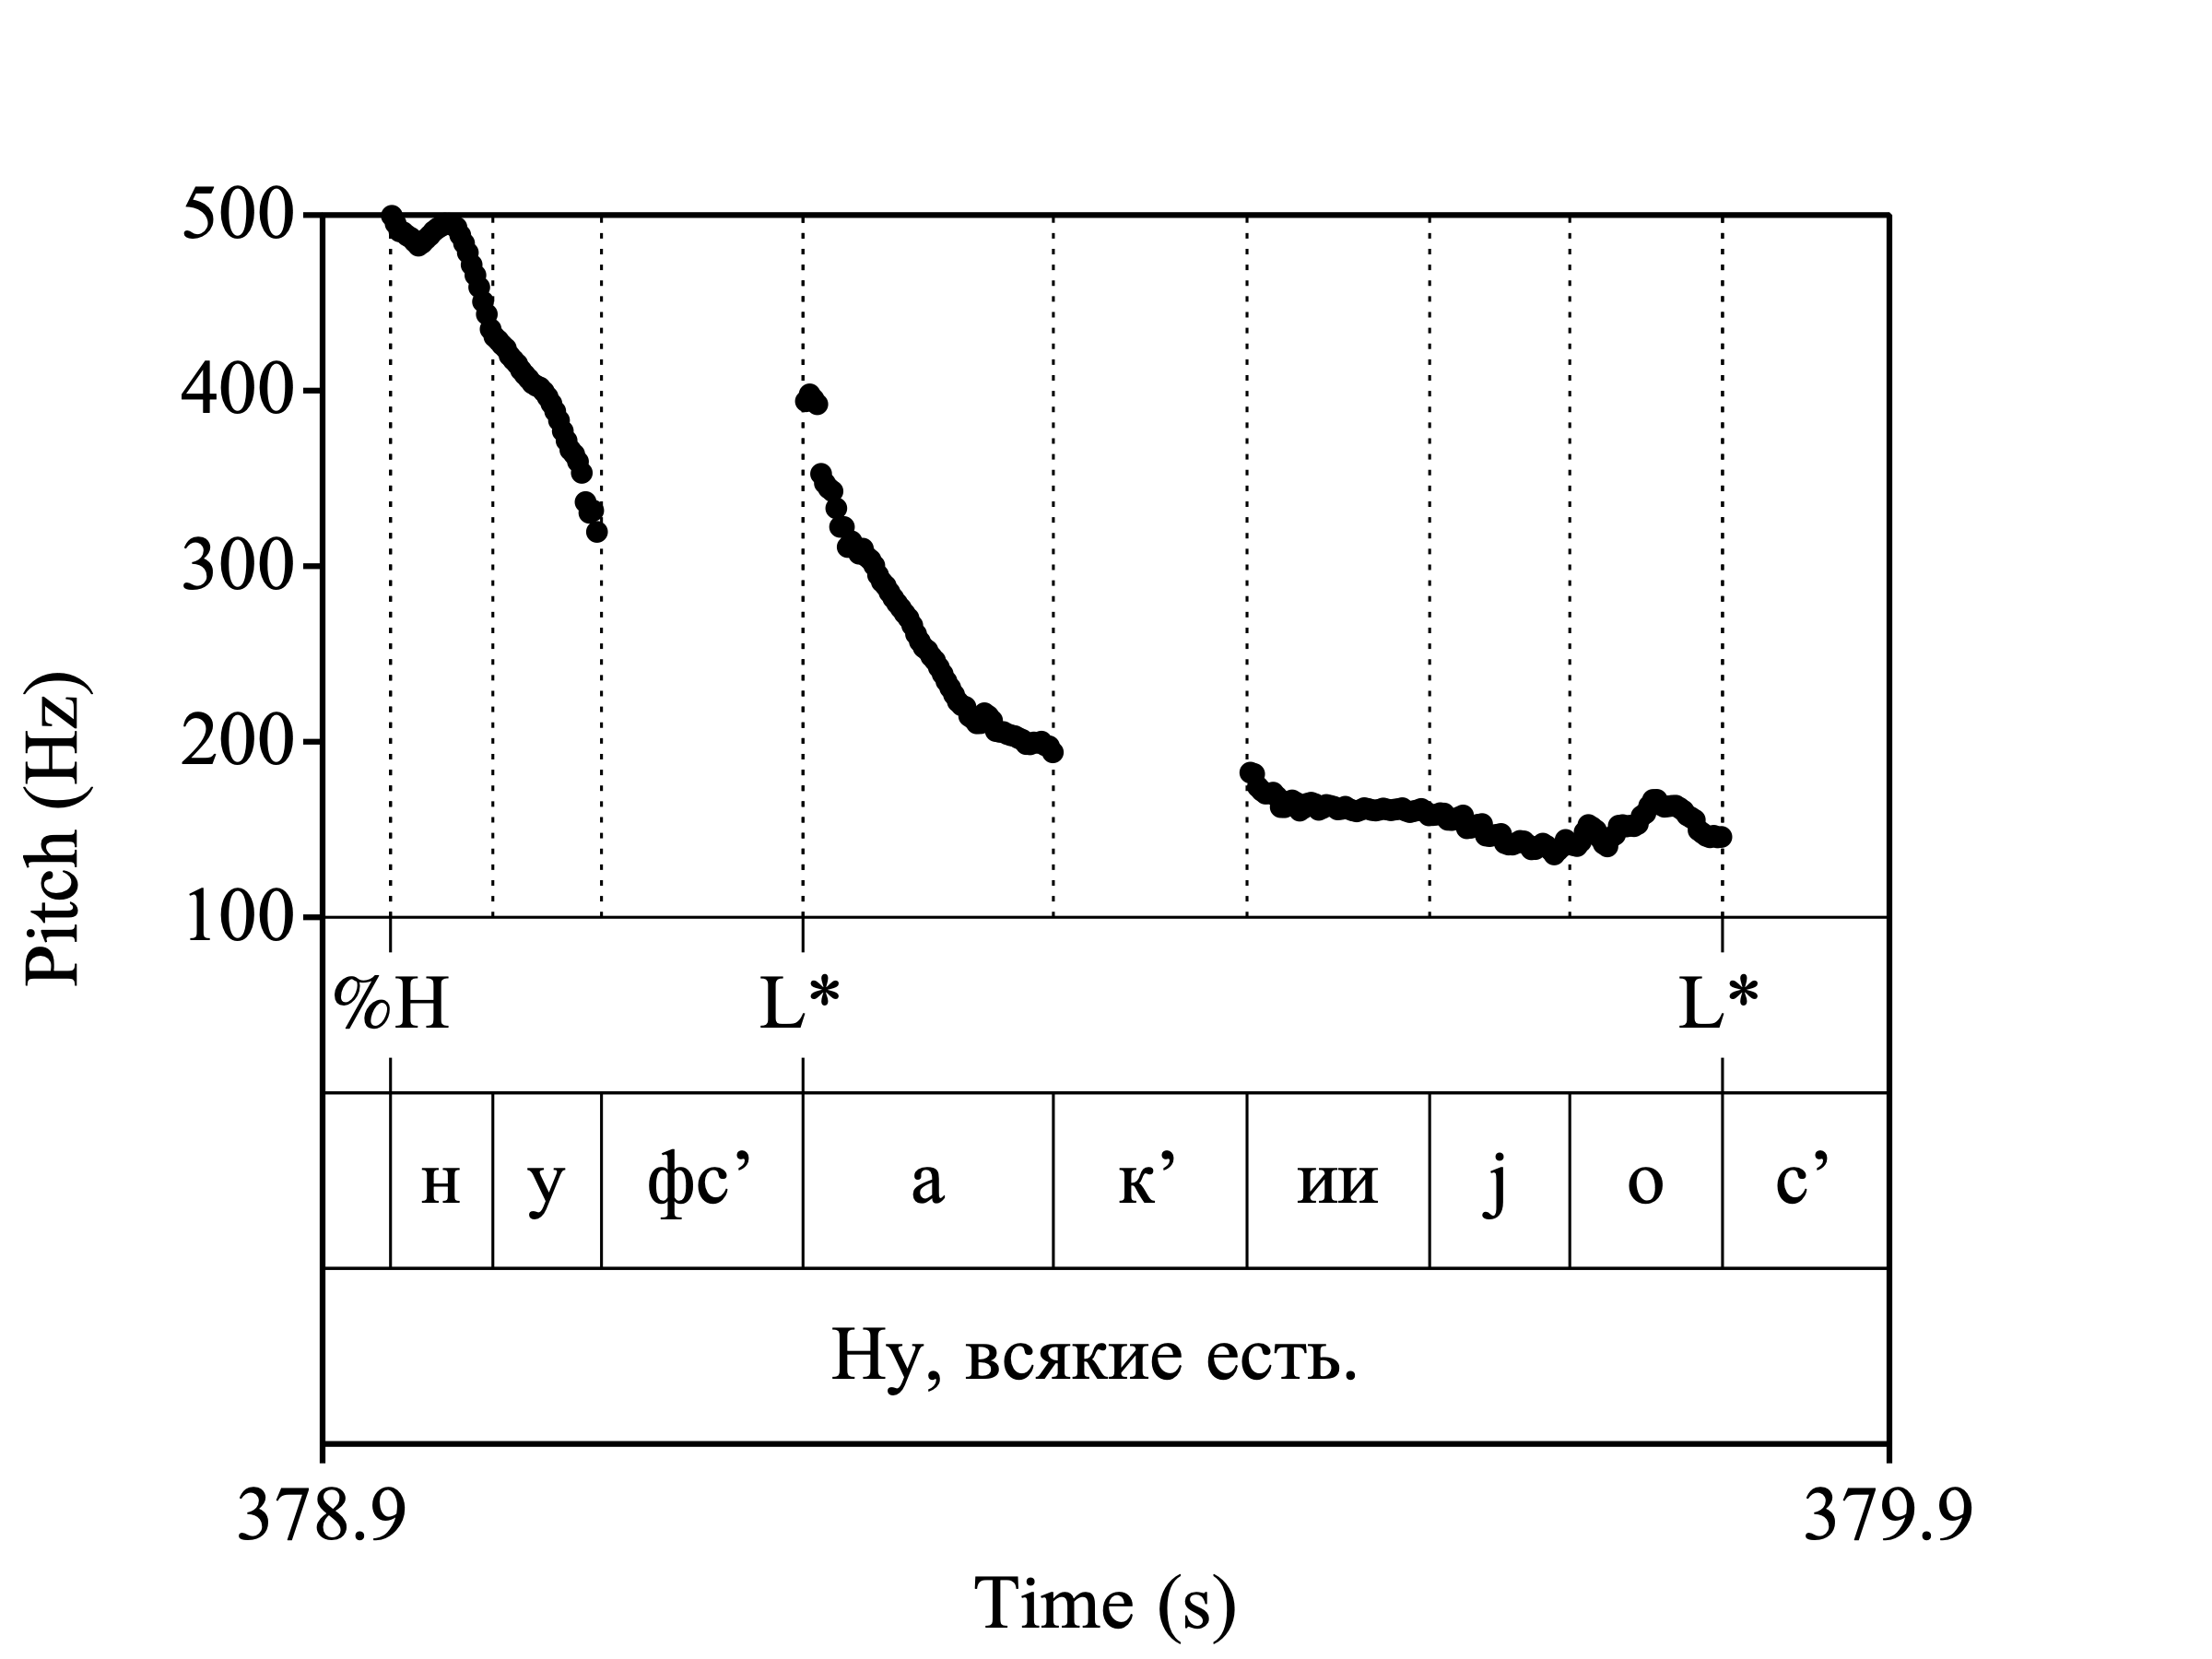 Pitch (Hz)
500
400
300
200
100
%H L* L*
н у фс’ а к’ ии j о с’
Ну, всякие есть.
378.9 379.9
Time (s)